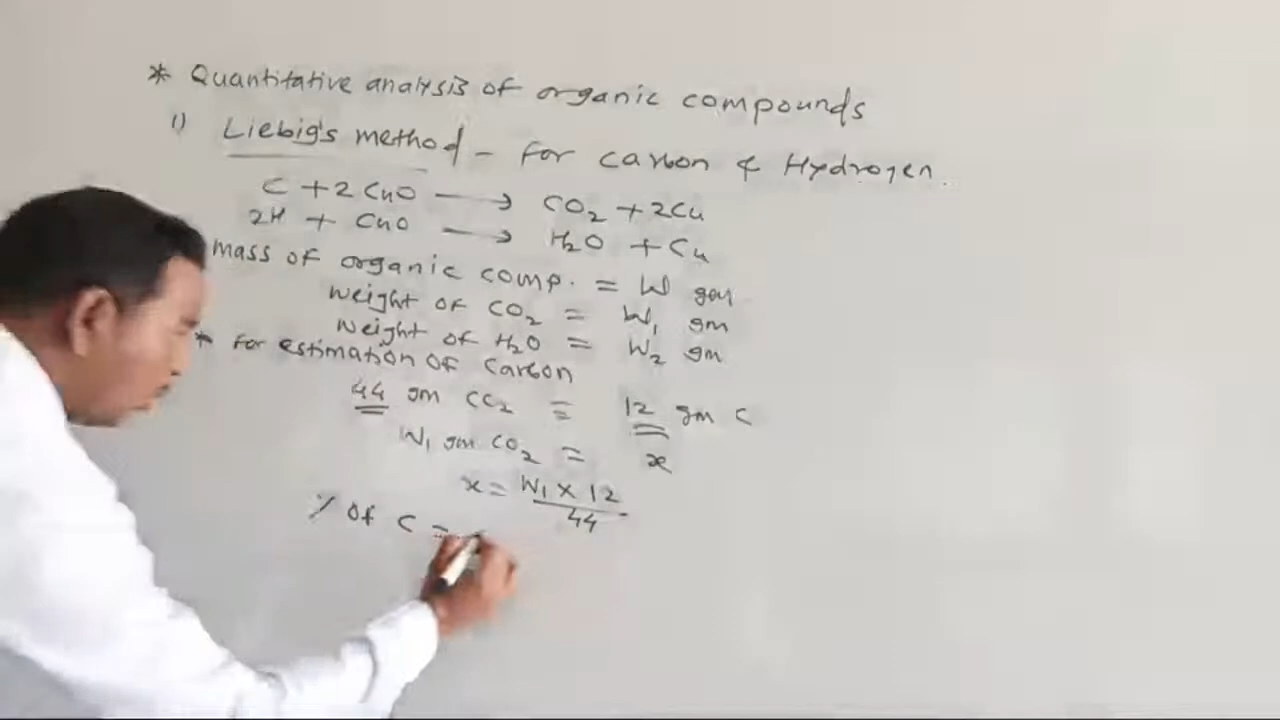 * Quantitative analysis of organic compounds
1) Liebig's method - For Carbon & Hydrogen.
C + 2 CuO → CO₂ + 2Cu
2H + CuO → H₂O + Cu
mass of organic comp. = W gm
Weight of CO₂ = W₁ gm
Weight of H₂O = W₂ gm
* For estimation of Carbon
44 gm CO₂ = 12 gm C
W₁ gm CO₂ = x
x = W₁ × 12
44
% of C =